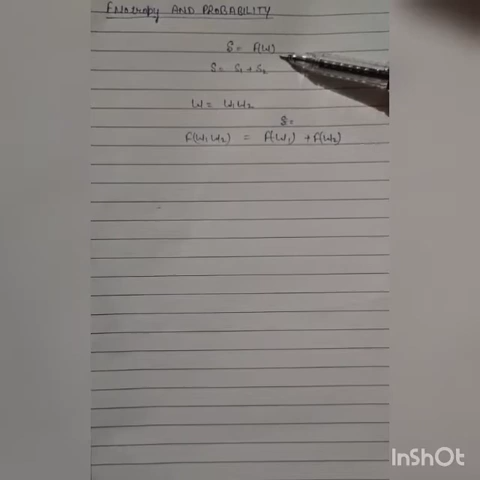 ENtropy AND PROBABILITY
S = f(W)
S = S₁ + S₂
W = W₁W₂
S =
f(W₁W₂) = f(W₁) + f(W₂)
InShOt